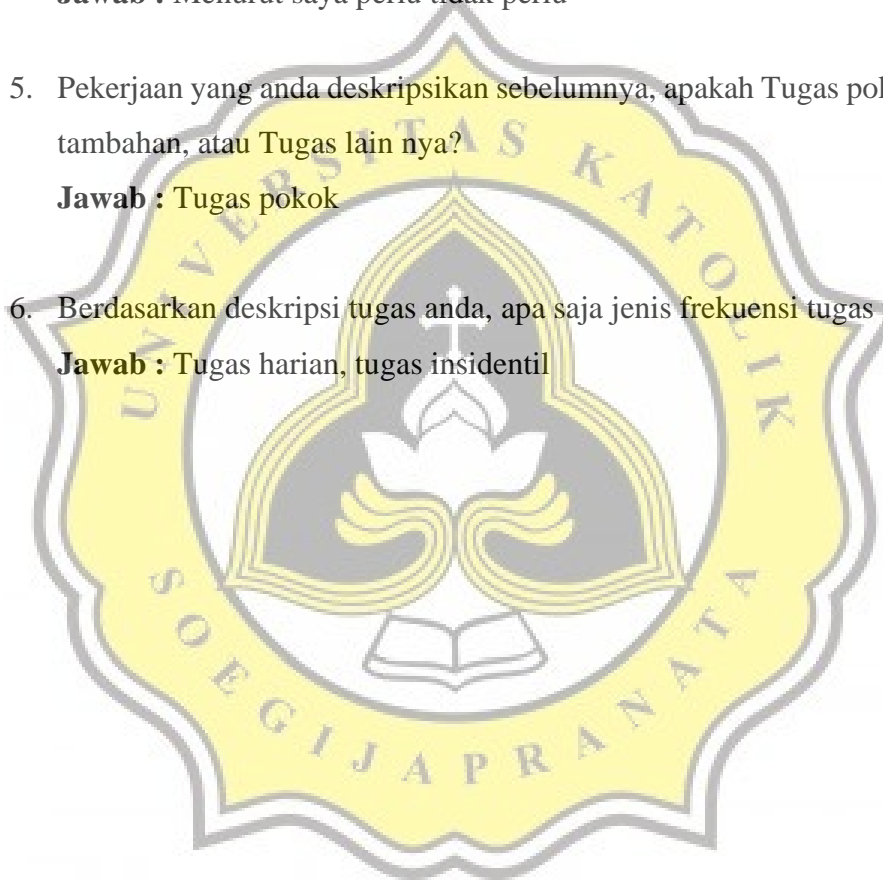 Jawab : Menurut saya perlu tidak perlu
5. Pekerjaan yang anda deskripsikan sebelumnya, apakah Tugas
tambahan, atau Tugas lain nya?
Jawab : Tugas pokok
6. Berdasarkan deskripsi tugas anda, apa saja jenis frekuensi tugas
Jawab : Tugas harian, tugas insidentil
UNIVERSITAS KATOLIK
SOEGIJAPRANATA